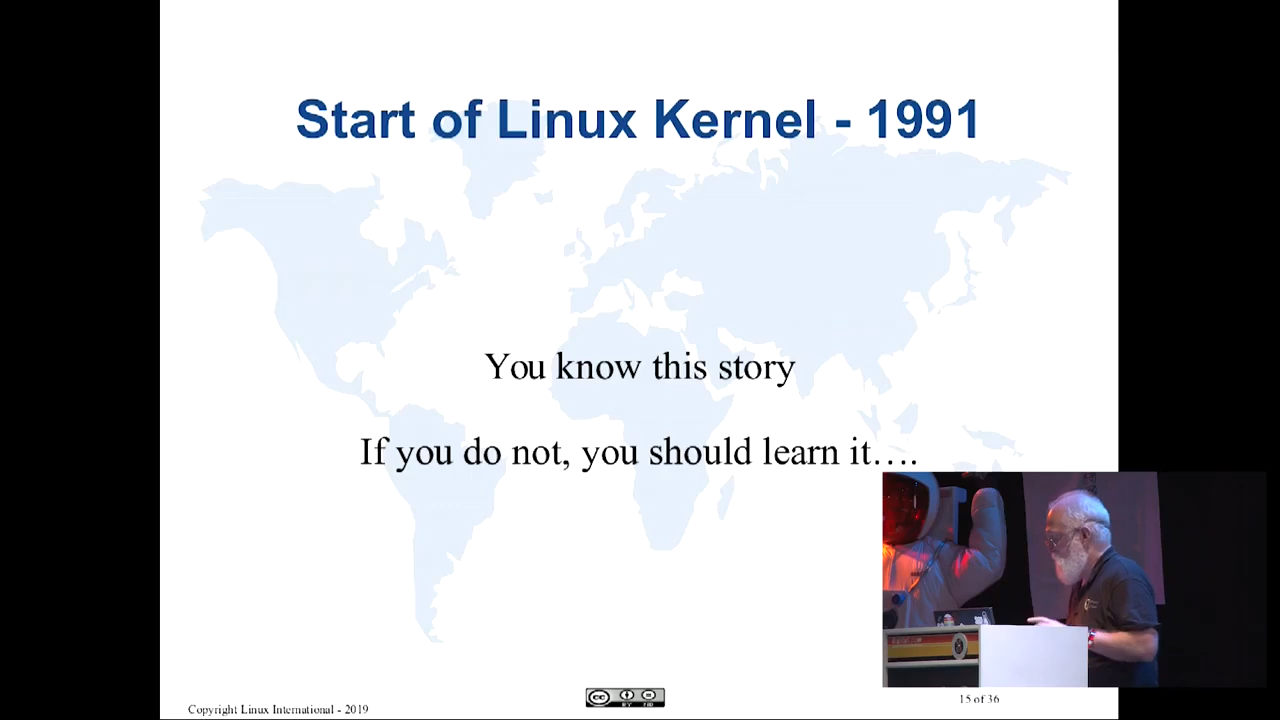 Start of Linux Kernel - 1991
You know this story
If you do not, you should learn it….
Copyright Linux International - 2019
15 of 36